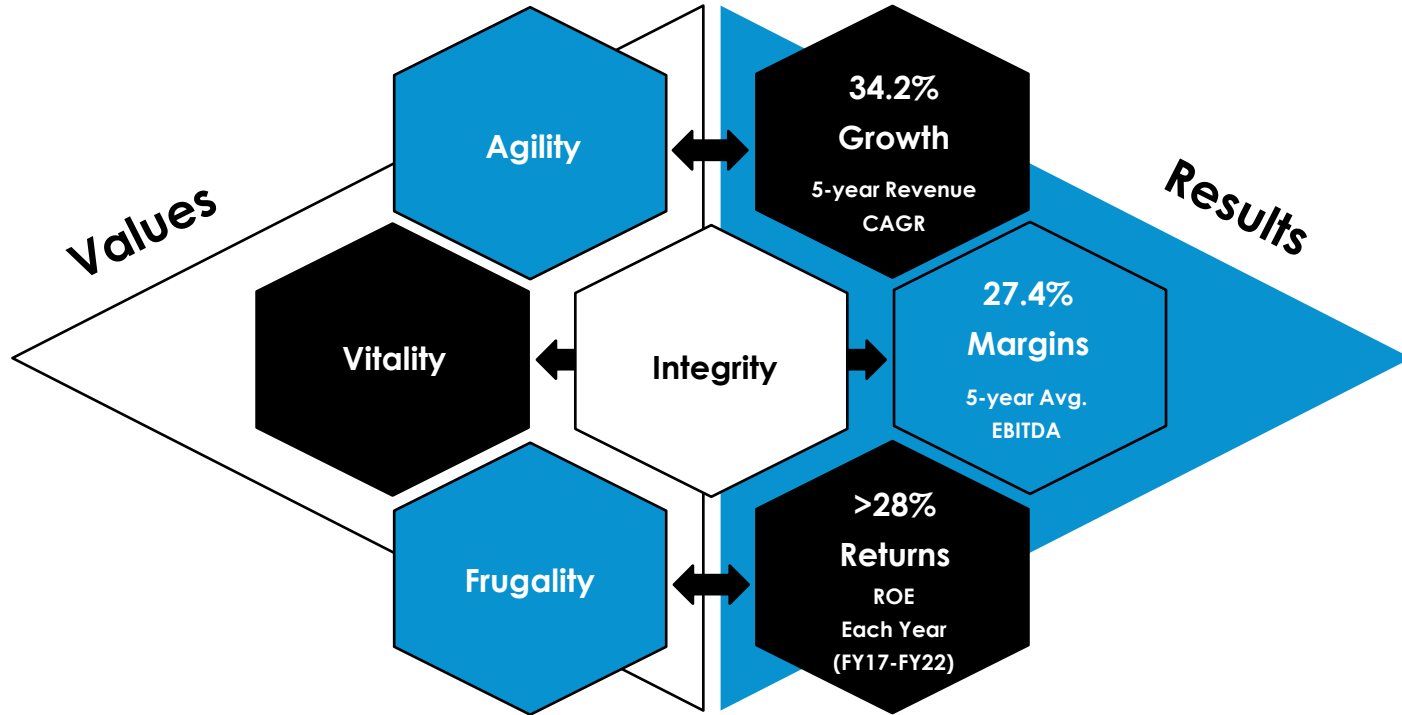 Values
Results
Agility
34.2%
Growth
5-year Revenue
CAGR
Vitality
Integrity
27.4%
Margins
5-year Avg.
EBITDA
Frugality
>28%
Returns
ROE
Each Year
(FY17-FY22)